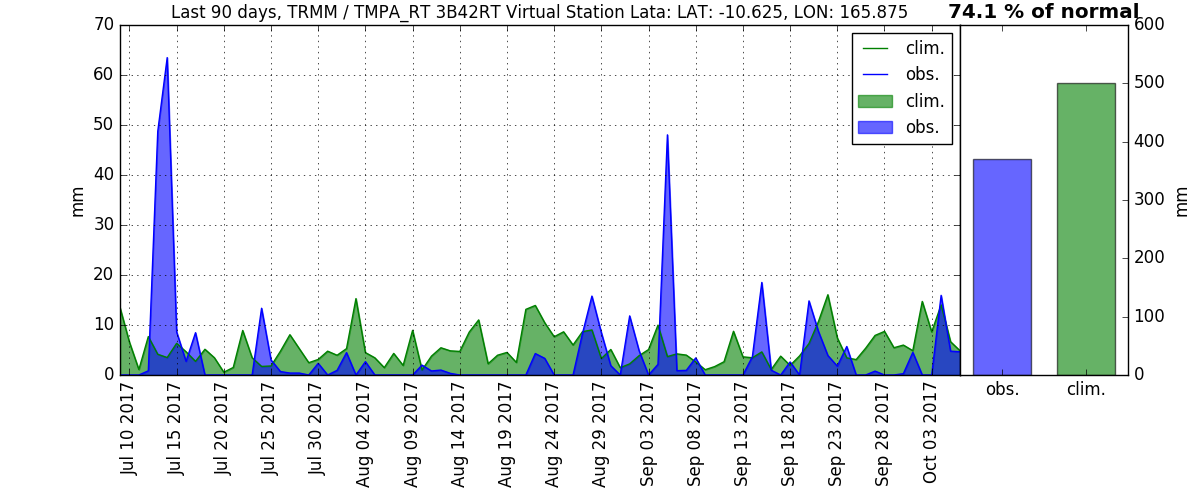 Last 90 days, TRMM / TMPA_RT 3B42RT Virtual Station Lata: LAT: -10.625, LON: 165.875
74.1 % of normal
70
60
50
40
30
20
10
0
mm
clim.
obs.
clim.
obs.
Jul 10 2017
Jul 15 2017
Jul 20 2017
Jul 25 2017
Jul 30 2017
Aug 04 2017
Aug 09 2017
Aug 14 2017
Aug 19 2017
Aug 24 2017
Aug 29 2017
Sep 03 2017
Sep 08 2017
Sep 13 2017
Sep 18 2017
Sep 23 2017
Sep 28 2017
Oct 03 2017
600
500
400
300
200
100
0
mm
obs.
clim.